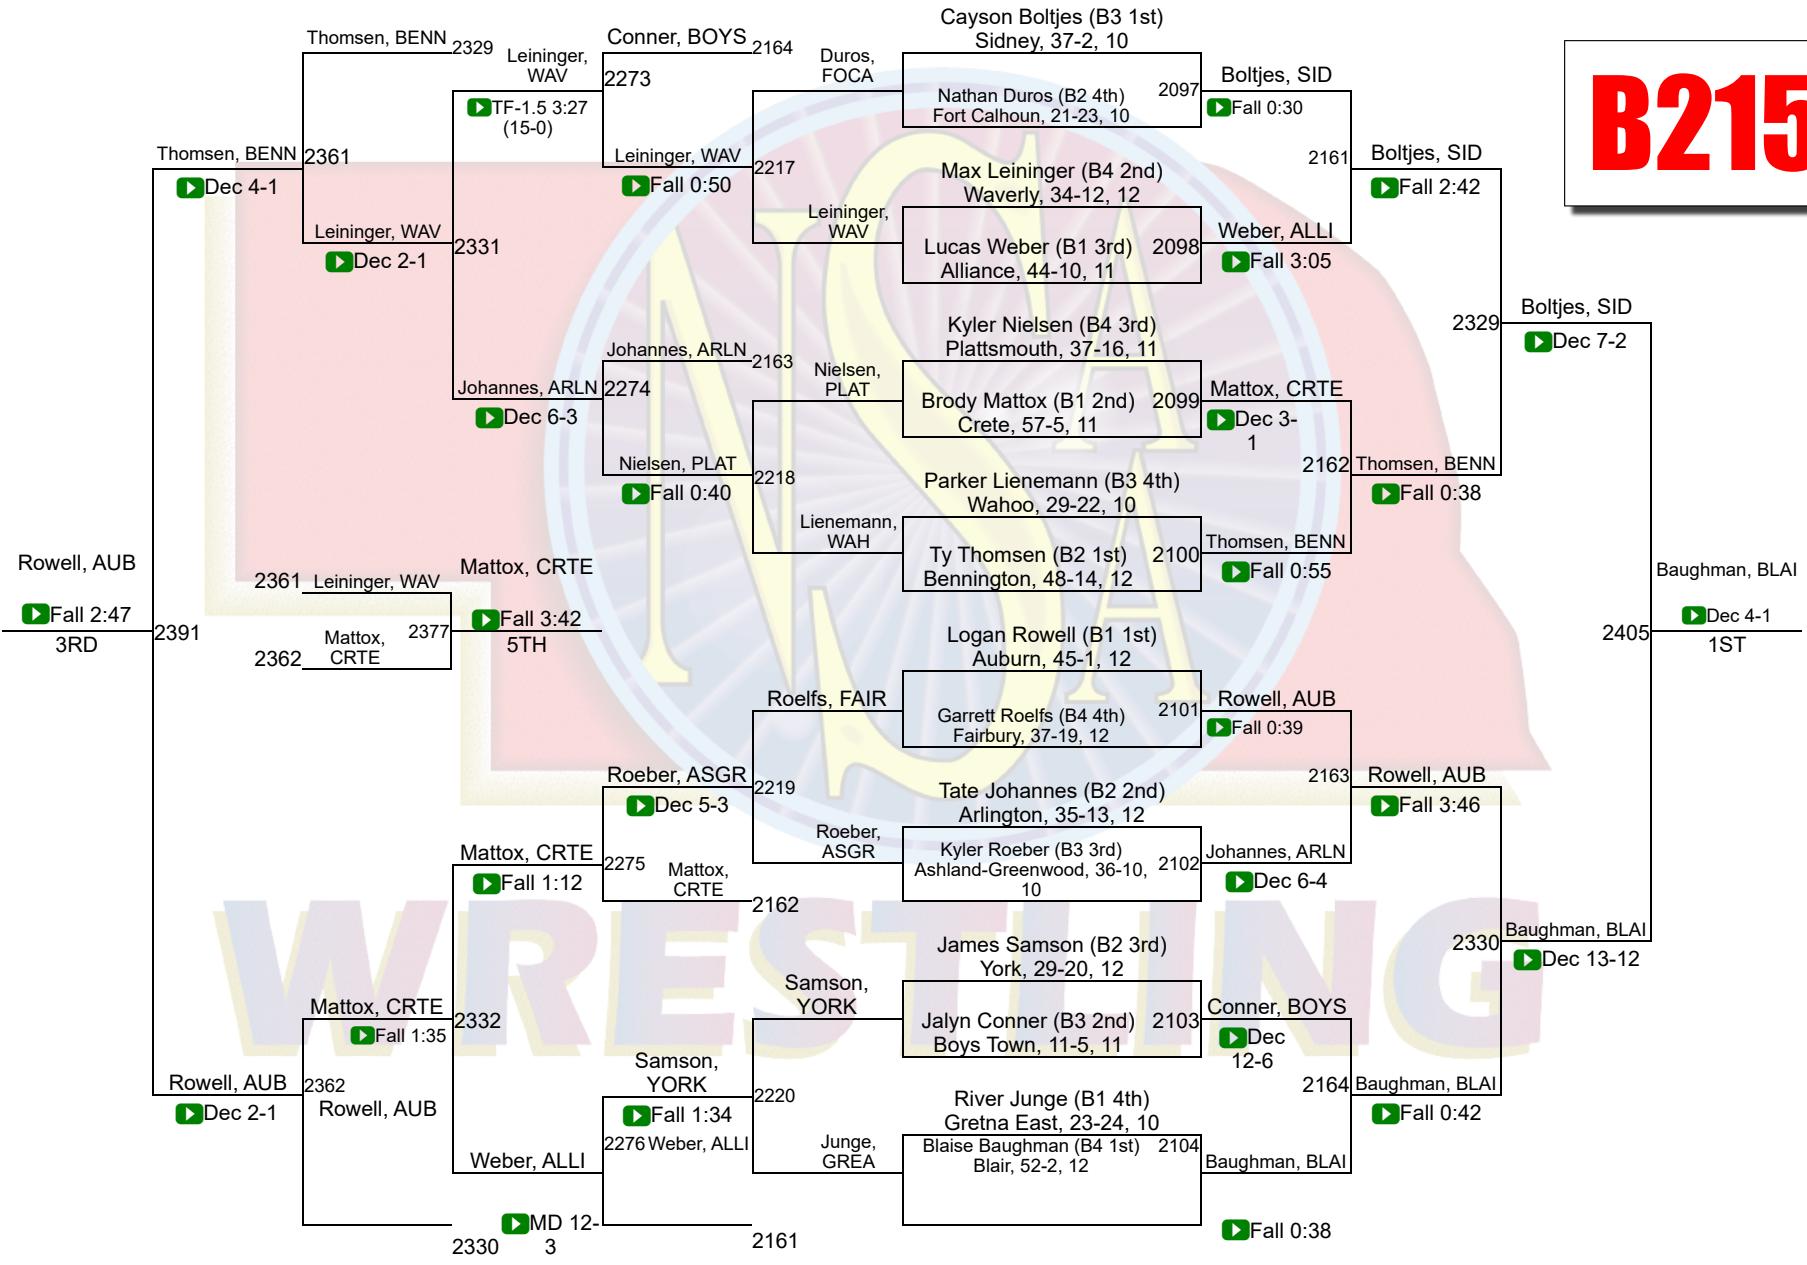 Cayson Boltjes (B3 1st)
Sidney, 37-2, 10
Nathan Duros (B2 4th)
Fort Calhoun, 21-23, 10
2097
Max Leininger (B4 2nd)
Waverly, 34-12, 12
Lucas Weber (B1 3rd)
Alliance, 44-10, 11
2098
Kyler Nielsen (B4 3rd)
Plattsmouth, 37-16, 11
Brody Mattox (B1 2nd)
Crete, 57-5, 11
2099
Parker Lienemann (B3 4th)
Wahoo, 29-22, 10
Ty Thomsen (B2 1st)
Bennington, 48-14, 12
2100
Logan Rowell (B1 1st)
Auburn, 45-1, 12
Garrett Roelfs (B4 4th)
Fairbury, 37-19, 12
2101
Tate Johannes (B2 2nd)
Arlington, 35-13, 12
Kyler Roeber (B3 3rd)
Ashland-Greenwood, 36-10,
10
2102
James Samson (B2 3rd)
York, 29-20, 12
Jalyn Conner (B3 2nd)
Boys Town, 11-5, 11
2103
River Junge (B1 4th)
Gretna East, 23-24, 10
Blaise Baughman (B4 1st)
Blair, 52-2, 12
2104
Boltjes, SID
Fall 0:30
2161
Weber, ALLI
Fall 3:05
Mattox, CRTE
Dec 3-
1
2162
Thomsen, BENN
Fall 0:55
Rowell, AUB
Fall 0:39
2163
Johannes, ARLN
Dec 6-4
Conner, BOYS
Dec
12-6
2164
Baughman, BLAI
Fall 0:38
Boltjes, SID
Fall 2:42
2329
Thomsen, BENN
Fall 0:38
Rowell, AUB
Fall 3:46
2330
Baughman, BLAI
Fall 0:42
Boltjes, SID
Dec 7-2
2405
Baughman, BLAI
Dec 13-12
Baughman, BLAI
Dec 4-1
1ST
B215
Duros,
FOCA
2217
Leininger,
WAV
Nielsen,
PLAT
2218
Lienemann,
WAH
Roelfs, FAIR
2219
Roeber,
ASGR
Samson,
YORK
2220
Junge,
GREA
Conner, BOYS
2164
2273
Leininger, WAV
Fall 0:50
Johannes, ARLN
2163
2274
Nielsen, PLAT
Fall 0:40
Roeber, ASGR
Dec 5-3
2275
Mattox,
CRTE
2162
Samson,
YORK
Fall 1:34
2276
Weber, ALLI
2161
Leininger,
WAV
TF-1.5 3:27
(15-0)
2331
Johannes, ARLN
Dec 6-3
Mattox, CRTE
Fall 1:12
2332
Weber, ALLI
MD 12-
3
Thomsen, BENN
2329
2361
Leininger, WAV
Dec 2-1
Mattox, CRTE
Fall 1:35
2362
Rowell, AUB
2330
Thomsen, BENN
Dec 4-1
2391
Rowell, AUB
Dec 2-1
Rowell, AUB
Fall 2:47
3RD
2361
Leininger, WAV
2377
2362
Mattox,
CRTE
Mattox, CRTE
Fall 3:42
5TH
NSAA
WRESTLING